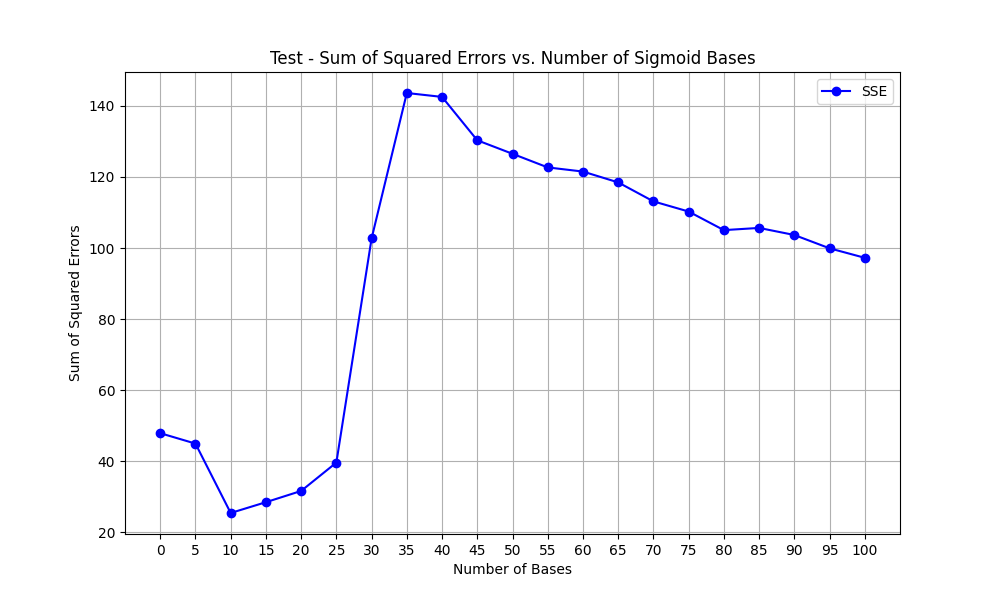 Test - Sum of Squared Errors vs. Number of Sigmoid Bases
SSE
140
120
100
80
60
40
20
Sum of Squared Errors
0 5 10 15 20 25 30 35 40 45 50 55 60 65 70 75 80 85 90 95 100
Number of Bases